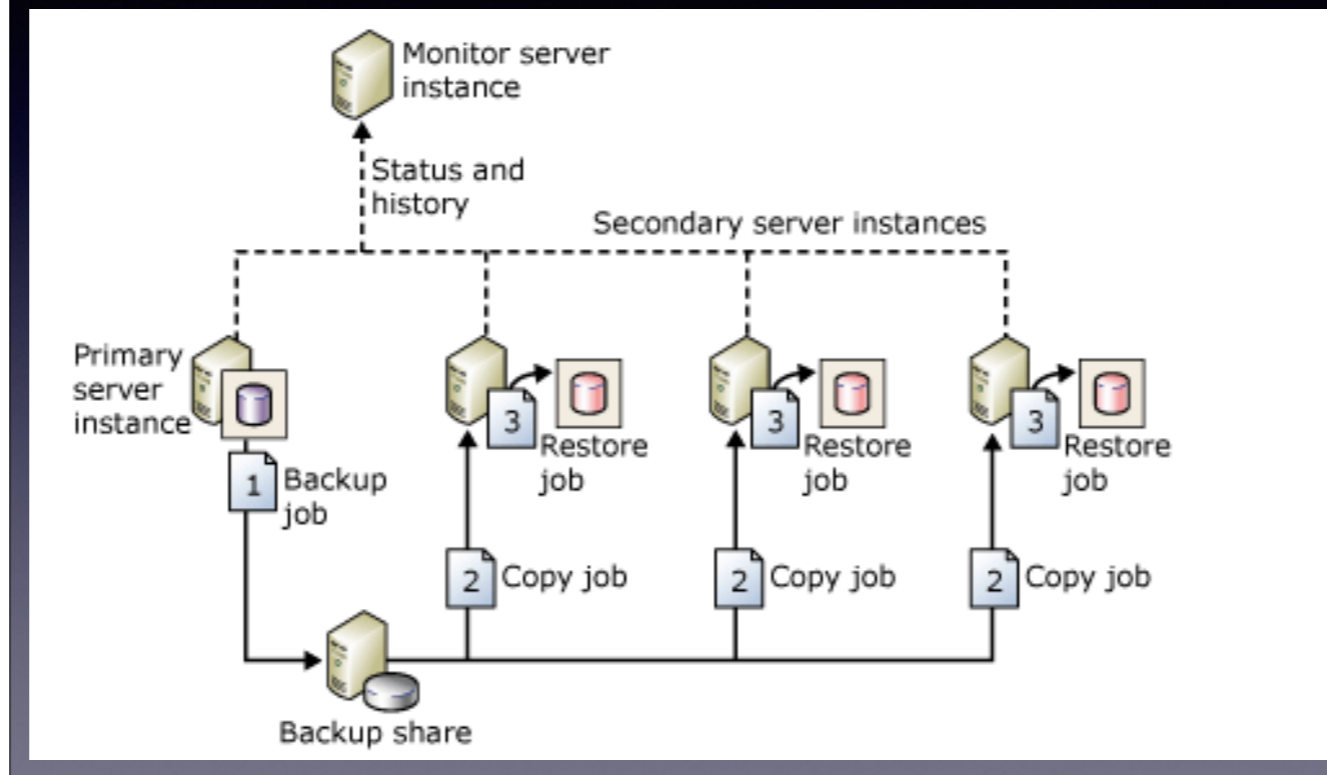 Monitor server
instance
Status and
history
Secondary server instances
Primary
server
instance
3
Restore
job
3
Restore
job
3
Restore
job
1
Backup
job
2
Copy job
2
Copy job
2
Copy job
Backup share